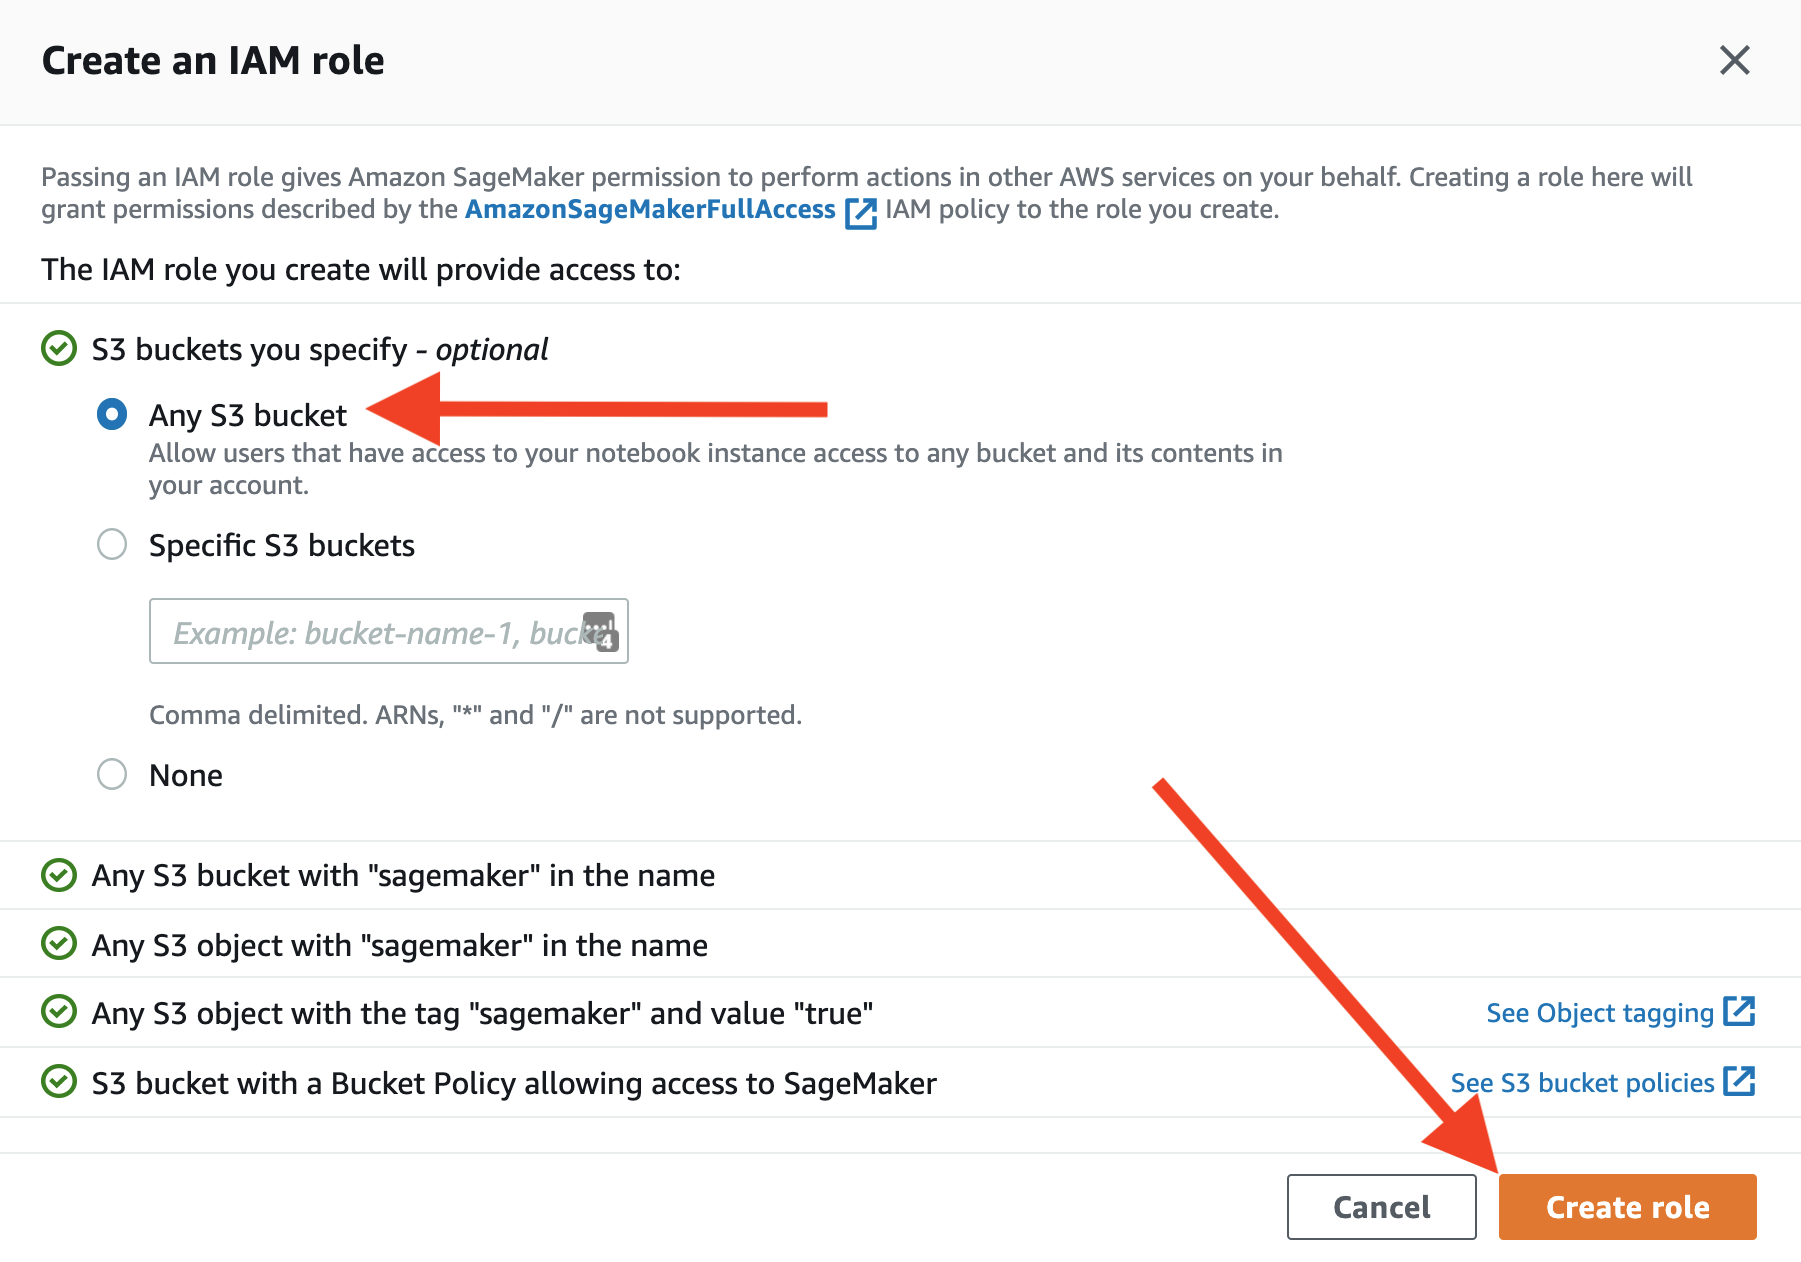 Create an IAM role
Passing an IAM role gives Amazon SageMaker permission to perform actions in other AWS services on your behalf. Creating a role here will
grant permissions described by the AmazonSageMakerFullAccess IAM policy to the role you create.
The IAM role you create will provide access to:
S3 buckets you specify - optional
Any S3 bucket
Allow users that have access to your notebook instance access to any bucket and its contents in
your account.
Specific S3 buckets
Example: bucket-name-1, bucke
4
Comma delimited. ARNs, "*" and "/" are not supported.
None
Any S3 bucket with "sagemaker" in the name
Any S3 object with "sagemaker" in the name
Any S3 object with the tag "sagemaker" and value "true"
See Object tagging
S3 bucket with a Bucket Policy allowing access to SageMaker
See S3 bucket policies
Cancel
Create role